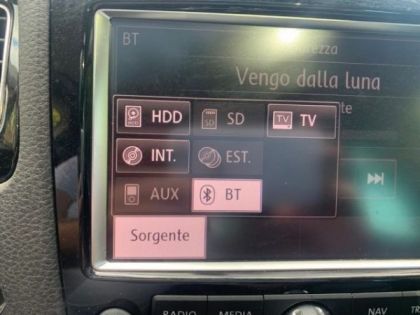 BT
Vengo dalla luna
HDD SD TV
INT. EST.
AUX BT
Sorgente
RADIO MEDIA NAV